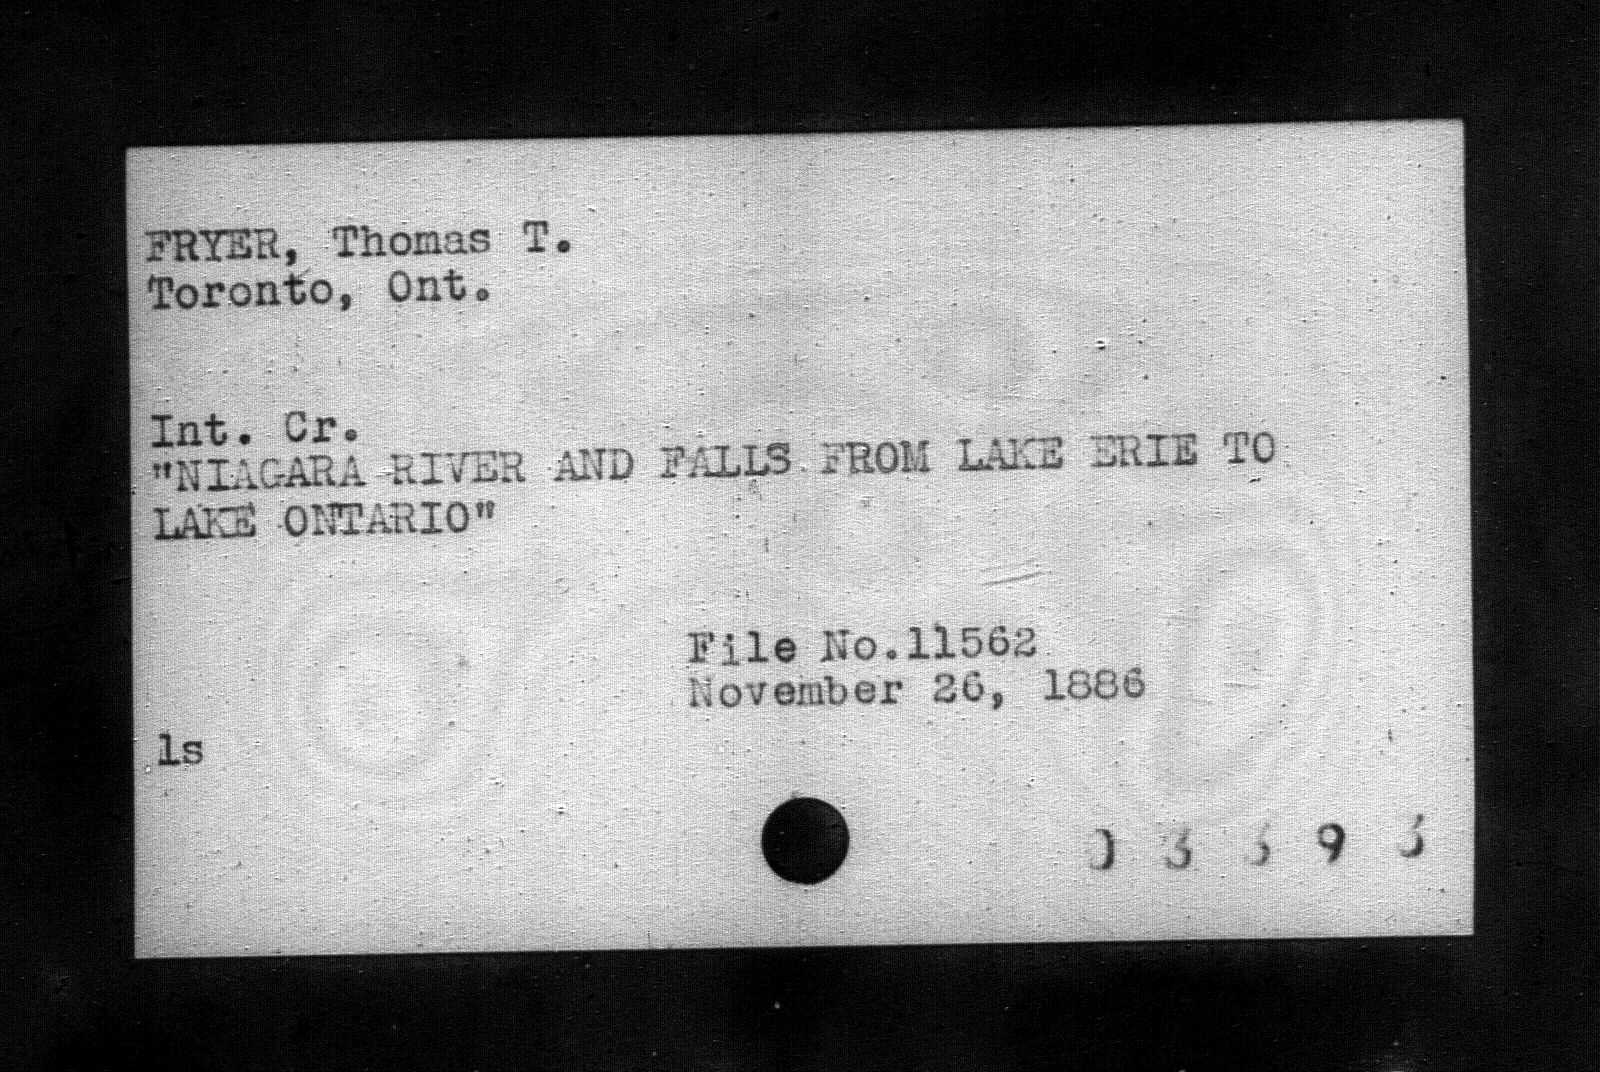 FRYER, Thomas T.
Toronto, Ont.
Int. Cr.
"NIAGARA RIVER AND FALLS FROM LAKE ERIE TO
LAKE ONTARIO"
File No.11562
November 26, 1886
ls